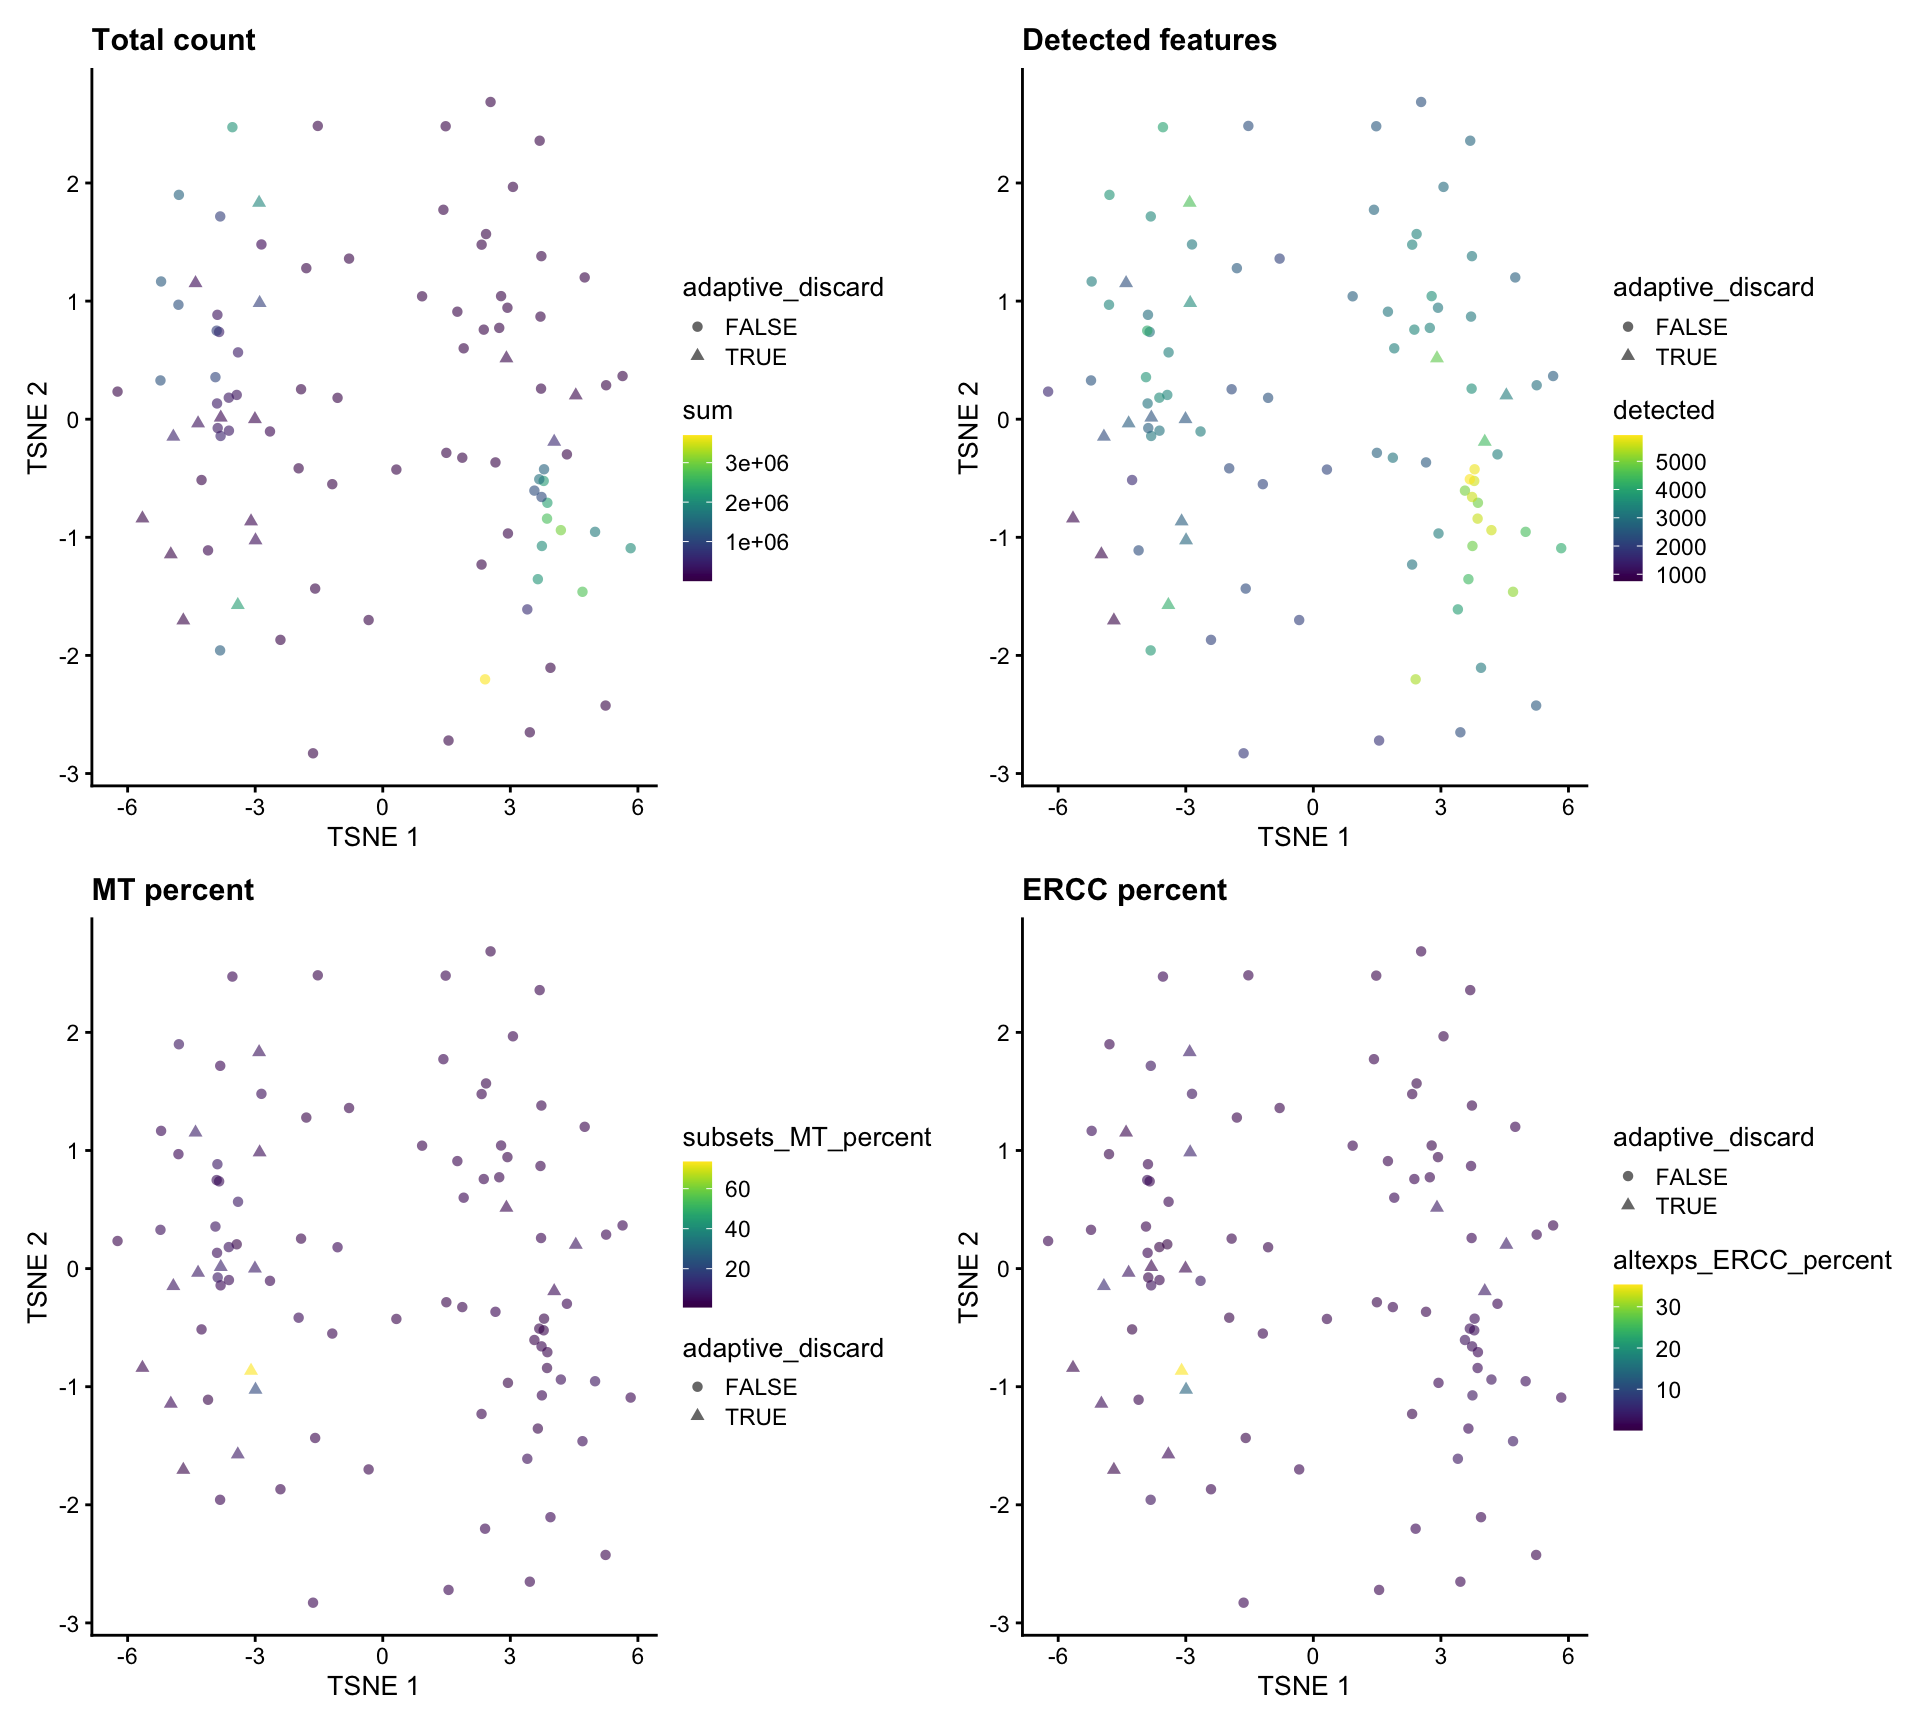 Total count
TSNE 2
2
1
0
-1
-2
-3
-6 -3 0 3 6
TSNE 1
adaptive_discard
FALSE
TRUE
sum
3e+06
2e+06
1e+06
Detected features
TSNE 2
2
1
0
-1
-2
-3
-6 -3 0 3 6
TSNE 1
adaptive_discard
FALSE
TRUE
detected
5000
4000
3000
2000
1000
MT percent
TSNE 2
2
1
0
-1
-2
-3
-6 -3 0 3 6
TSNE 1
subsets_MT_percent
60
40
20
adaptive_discard
FALSE
TRUE
ERCC percent
TSNE 2
2
1
0
-1
-2
-3
-6 -3 0 3 6
TSNE 1
adaptive_discard
FALSE
TRUE
altexps_ERCC_percent
30
20
10